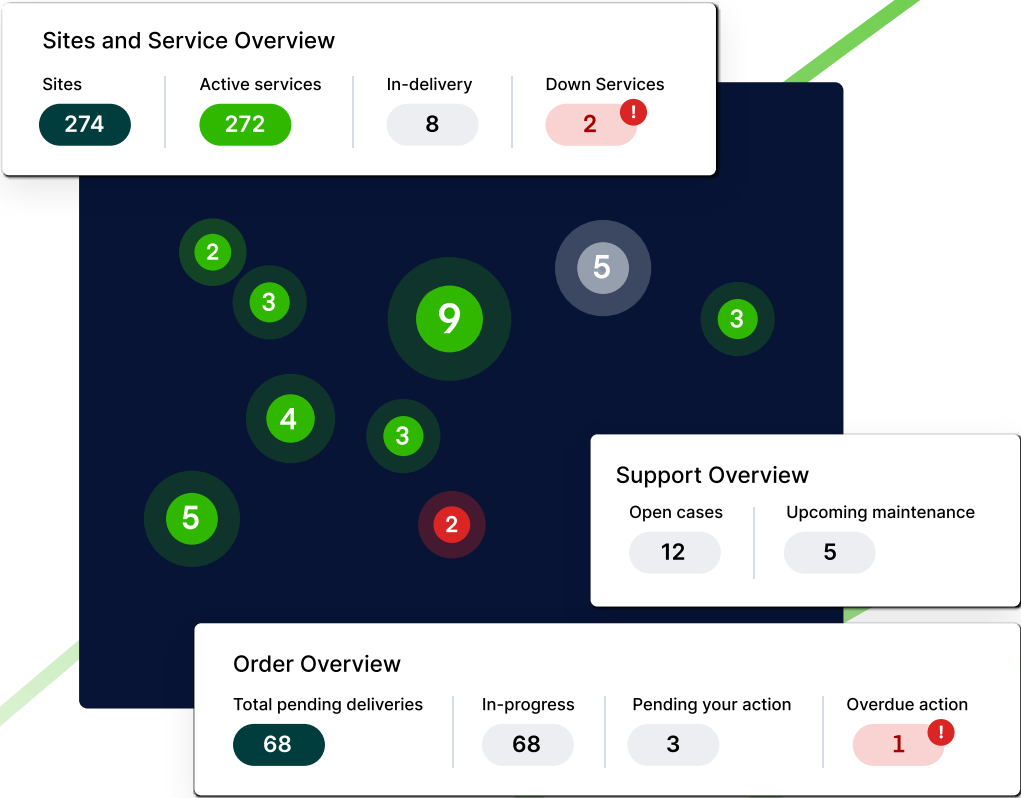 Sites and Service Overview
Sites Active services In-delivery Down Services
274 272 8 2 !
2
3
9
5
3
4
3
5
2
Support Overview
Open cases Upcoming maintenance
12 5
Order Overview
Total pending deliveries In-progress Pending your action Overdue action
68 68 3 1 !